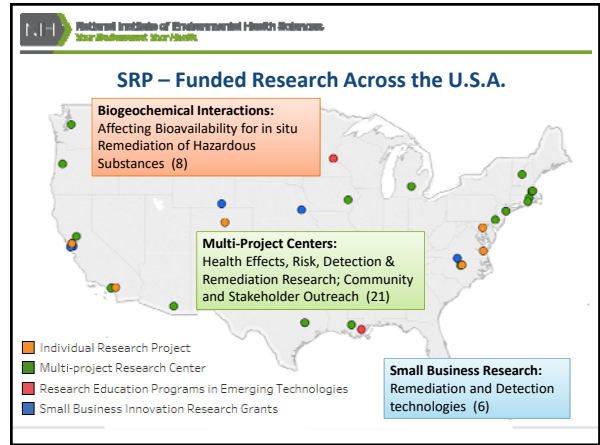 NIH National Institute of Environmental Health Sciences
Your Environment. Your Health.
SRP – Funded Research Across the U.S.A.
Biogeochemical Interactions:
Affecting Bioavailability for in situ
Remediation of Hazardous
Substances (8)
Multi-Project Centers:
Health Effects, Risk, Detection &
Remediation Research; Community
and Stakeholder Outreach (21)
Individual Research Project
Multi-project Research Center
Research Education Programs in Emerging Technologies
Small Business Innovation Research Grants
Small Business Research:
Remediation and Detection
technologies (6)